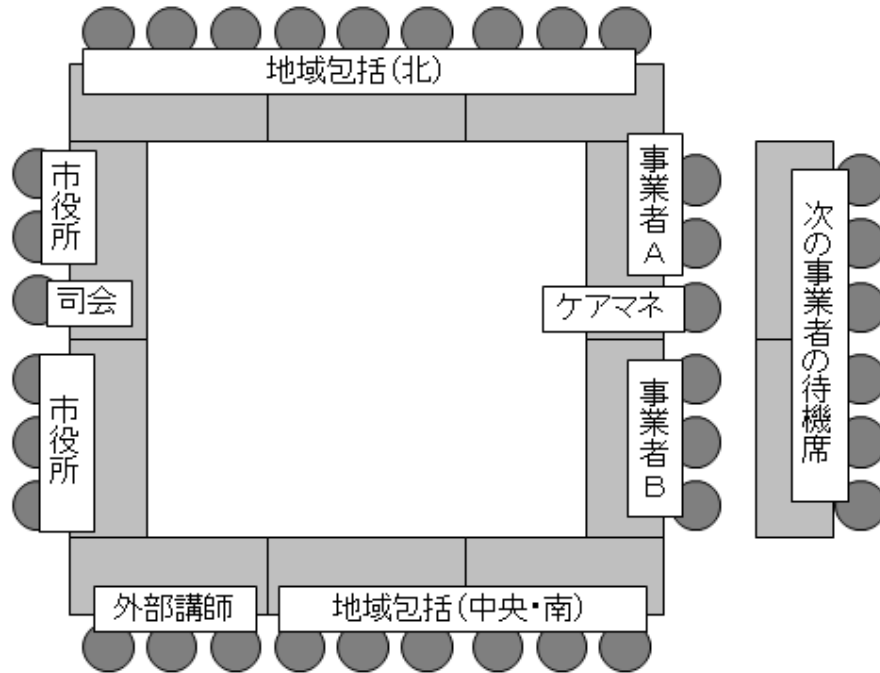 地域包括(北)
市役所
事業者A
次の事業者の待機席
司会
ケアマネ
市役所
事業者B
外部講師
地域包括(中央・南)